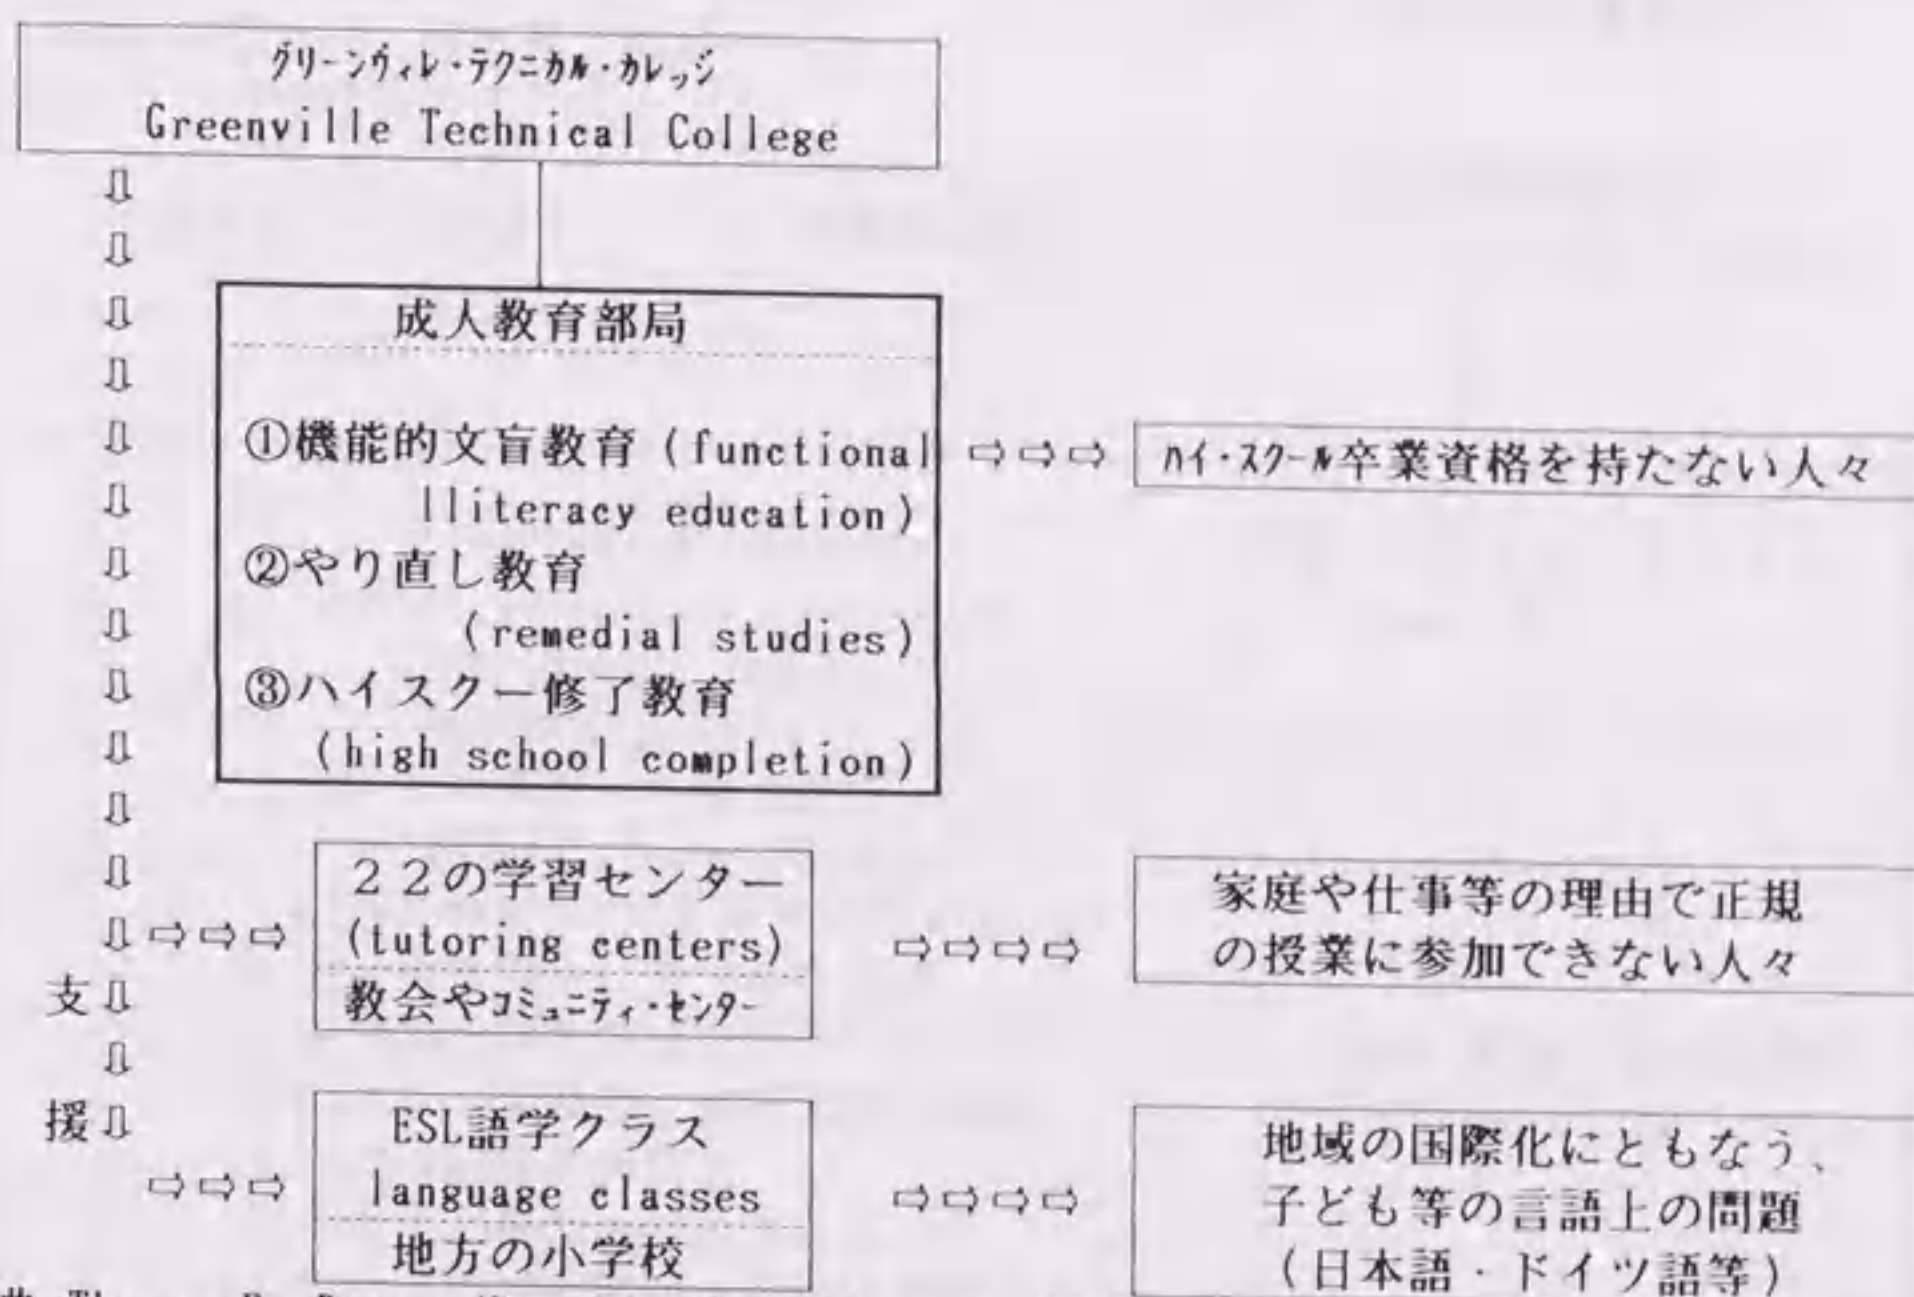 グリーンヴィレ・テクニカル・カレッジ
Greenville Technical College
成人教育部局
①機能的文盲教育 (functional
lliteracy education)
⇨⇨⇨
ハイ・スクール卒業資格を持たない人々
②やり直し教育
(remedial studies)
③ハイスクー修了教育
(high school completion)
22の学習センター
(tutoring centers)
教会やコミュニティ・センター
⇨⇨⇨⇨
家庭や仕事等の理由で正規
の授業に参加できない人々
支
援
ESL語学クラス
language classes
地方の小学校
⇨⇨⇨⇨
地域の国際化にともなう、
子ども等の言語上の問題
(日本語・ドイツ語等)